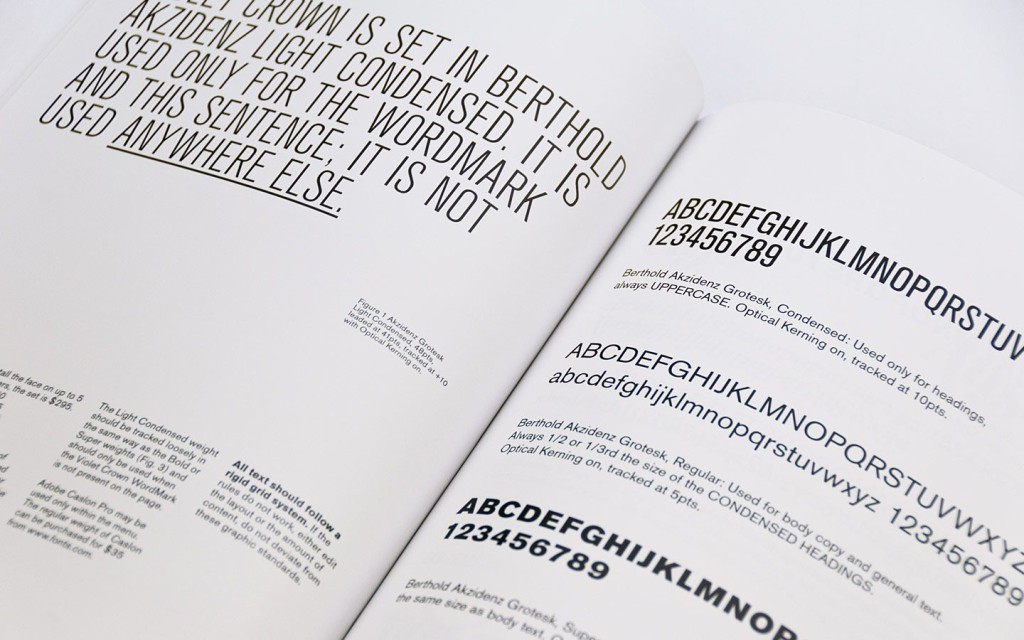 CROWN IS SET IN BERTHOLD
AKZIDENZ LIGHT CONDENSED. IT IS
USED ONLY FOR THE WORDMARK
AND THIS SENTENCE; IT IS NOT
USED ANYWHERE ELSE.
Figure 1 Akzidenz Grotesk
Light Condensed, 48pts,
leaded at 41pts, tracked at +10
with Optical Kerning on.
the face on up to 5
the set is $295.
The Light Condensed weight
should be tracked loosely in
the same way as the Bold or
Super weights (Fig. 3) and
should only be used when
the Violet Crown WordMark
is not present on the page.
Adobe Caslon Pro may be
used only within the menu.
The regular weight of Caslon
can be purchased for $35
from www.fonts.com.
All text should follow a
rigid grid system. If the
rules do not work, either edit
the layout or the amount of
content, do not deviate from
these graphic standards.
ABCDEFGHIJKLMNOPQRSTUV
123456789
Berthold Akzidenz Grotesk, Condensed: Used only for headings,
always UPPERCASE. Optical Kerning on, tracked at 10pts.
ABCDEFGHIJKLMNOPQRSTUVWXYZ
abcdefghijklmnopqrstuvwxyz 123456789
Berthold Akzidenz Grotesk, Regular: Used for body copy and general text.
Always 1/2 or 1/3rd the size of the CONDENSED HEADINGS.
Optical Kerning on, tracked at 5pts.
ABCDEFGHIJKLMNOP
123456789
Berthold Akzidenz Grotesk, Supe
the same size as body text. O